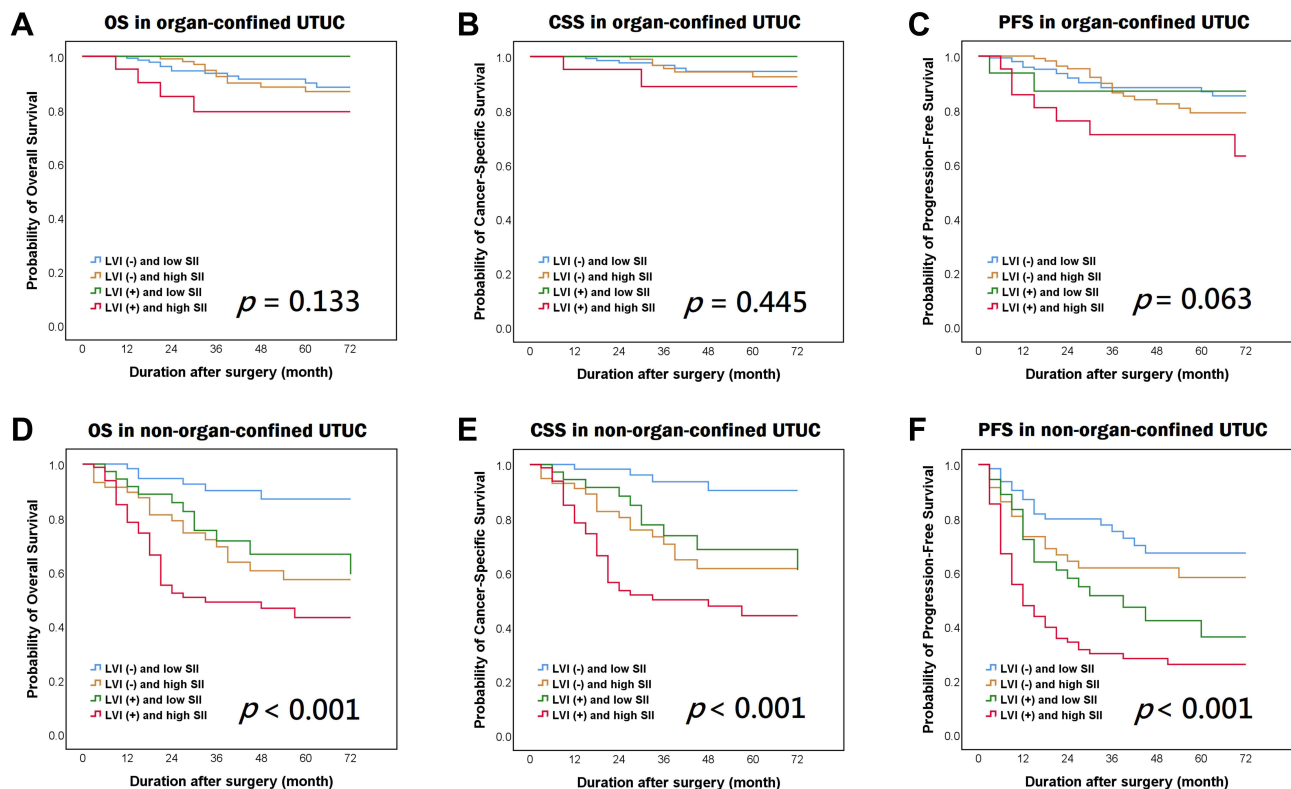 A
OS in organ-confined UTUC
Probability of Overall Survival
1.0
0.8
0.6
0.4
0.2
0.0
LVI (-) and low SII
LVI (-) and high SII
LVI (+) and low SII
LVI (+) and high SII
p = 0.133
0 12 24 36 48 60 72
Duration after surgery (month)
B
CSS in organ-confined UTUC
Probability of Cancer-Specific Survival
1.0
0.8
0.6
0.4
0.2
0.0
LVI (-) and low SII
LVI (-) and high SII
LVI (+) and low SII
LVI (+) and high SII
p = 0.445
0 12 24 36 48 60 72
Duration after surgery (month)
C
PFS in organ-confined UTUC
Probability of Progression-Free Survival
1.0
0.8
0.6
0.4
0.2
0.0
LVI (-) and low SII
LVI (-) and high SII
LVI (+) and low SII
LVI (+) and high SII
p = 0.063
0 12 24 36 48 60 72
Duration after surgery (month)
D
OS in non-organ-confined UTUC
Probability of Overall Survival
1.0
0.8
0.6
0.4
0.2
0.0
LVI (-) and low SII
LVI (-) and high SII
LVI (+) and low SII
LVI (+) and high SII
p < 0.001
0 12 24 36 48 60 72
Duration after surgery (month)
E
CSS in non-organ-confined UTUC
Probability of Cancer-Specific Survival
1.0
0.8
0.6
0.4
0.2
0.0
LVI (-) and low SII
LVI (-) and high SII
LVI (+) and low SII
LVI (+) and high SII
p < 0.001
0 12 24 36 48 60 72
Duration after surgery (month)
F
PFS in non-organ-confined UTUC
Probability of Progression-Free Survival
1.0
0.8
0.6
0.4
0.2
0.0
LVI (-) and low SII
LVI (-) and high SII
LVI (+) and low SII
LVI (+) and high SII
p < 0.001
0 12 24 36 48 60 72
Duration after surgery (month)